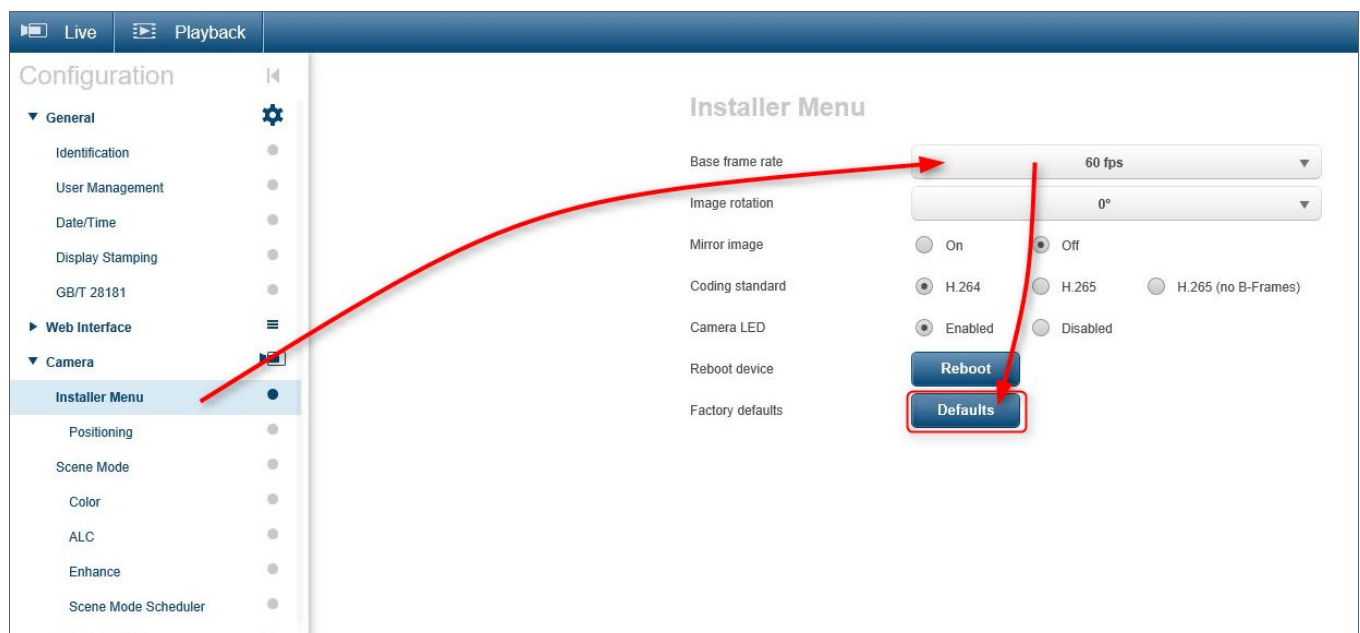 Live Playback
Configuration
General
Identification
User Management
Date/Time
Display Stamping
GB/T 28181
Web Interface
Camera
Installer Menu
Positioning
Scene Mode
Color
ALC
Enhance
Scene Mode Scheduler
Installer Menu
Base frame rate 60 fps
Image rotation 0°
Mirror image On Off
Coding standard H.264 H.265 H.265 (no B-Frames)
Camera LED Enabled Disabled
Reboot device Reboot
Factory defaults Defaults